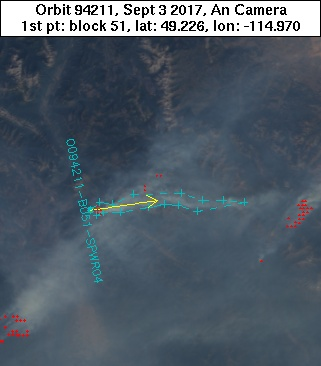 Orbit 94211, Sept 3 2017, An Camera
1st pt: block 51, lat: 49.226, lon: -114.970
O094211-B051-SPWR04